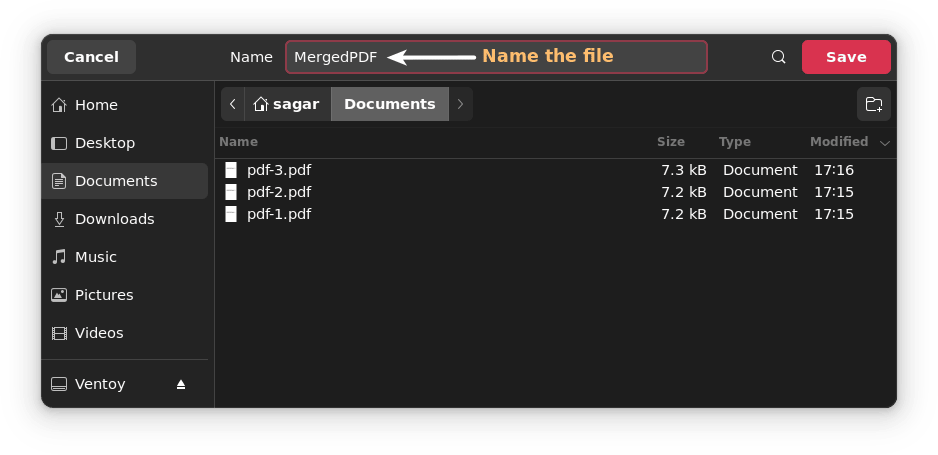 Cancel Name MergedPDF Name the file Save
sagar Documents
Home
Desktop
Documents
Downloads
Music
Pictures
Videos
Ventoy
Name Size Type Modified
pdf-3.pdf 7.3 kB Document 17:16
pdf-2.pdf 7.2 kB Document 17:15
pdf-1.pdf 7.2 kB Document 17:15